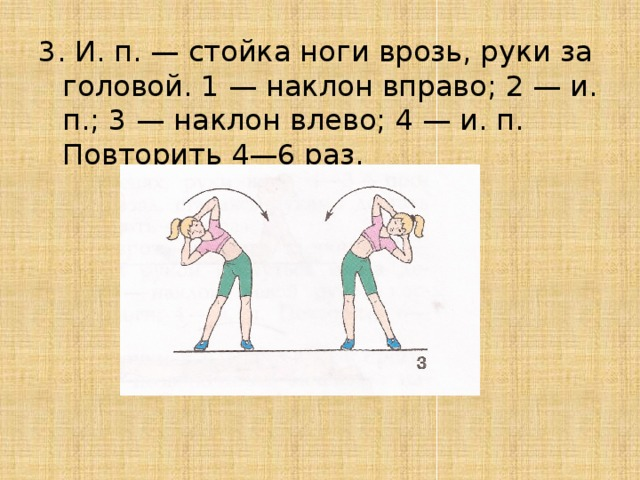 3. И. п. — стойка ноги врозь, руки за
головой. 1 — наклон вправо; 2 — и.
п.; 3 — наклон влево; 4 — и. п.
Повторить 4—6 раз.
3